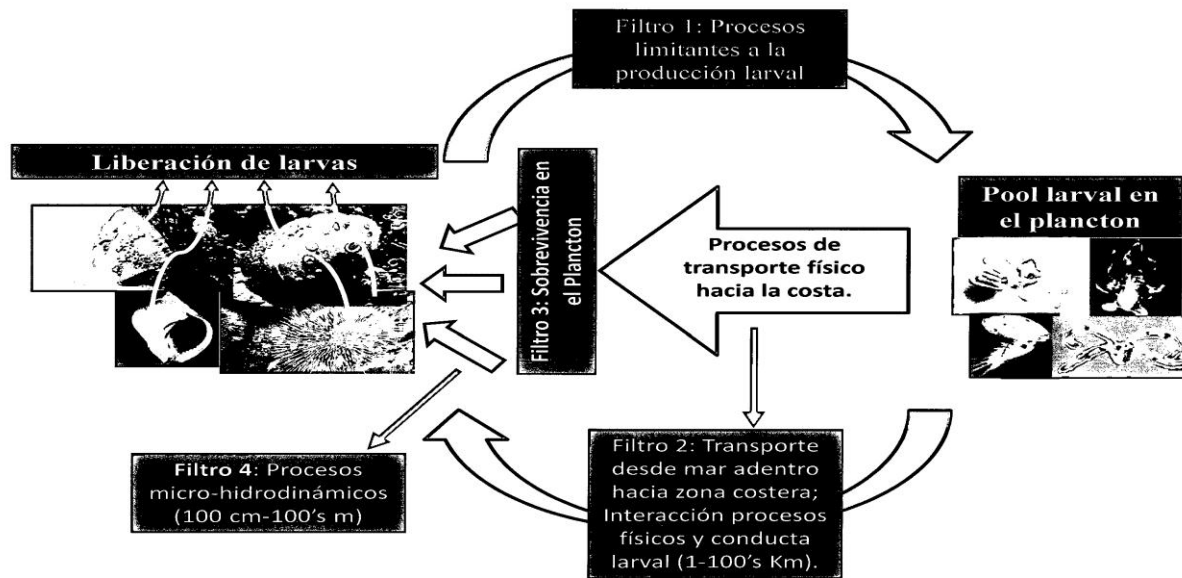 Filtro 1: Procesos
limitantes a la
producción larval
Liberación de larvas
Filtro 3: Sobrevivencia en
el Plancton
Procesos de
transporte físico
hacia la costa.
Pool larval en
el plancton
Filtro 4: Procesos
micro-hidrodinámicos
(100 cm-100's m)
Filtro 2: Transporte
desde mar adentro
hacia zona costera;
Interacción procesos
físicos y conducta
larval (1-100's Km).